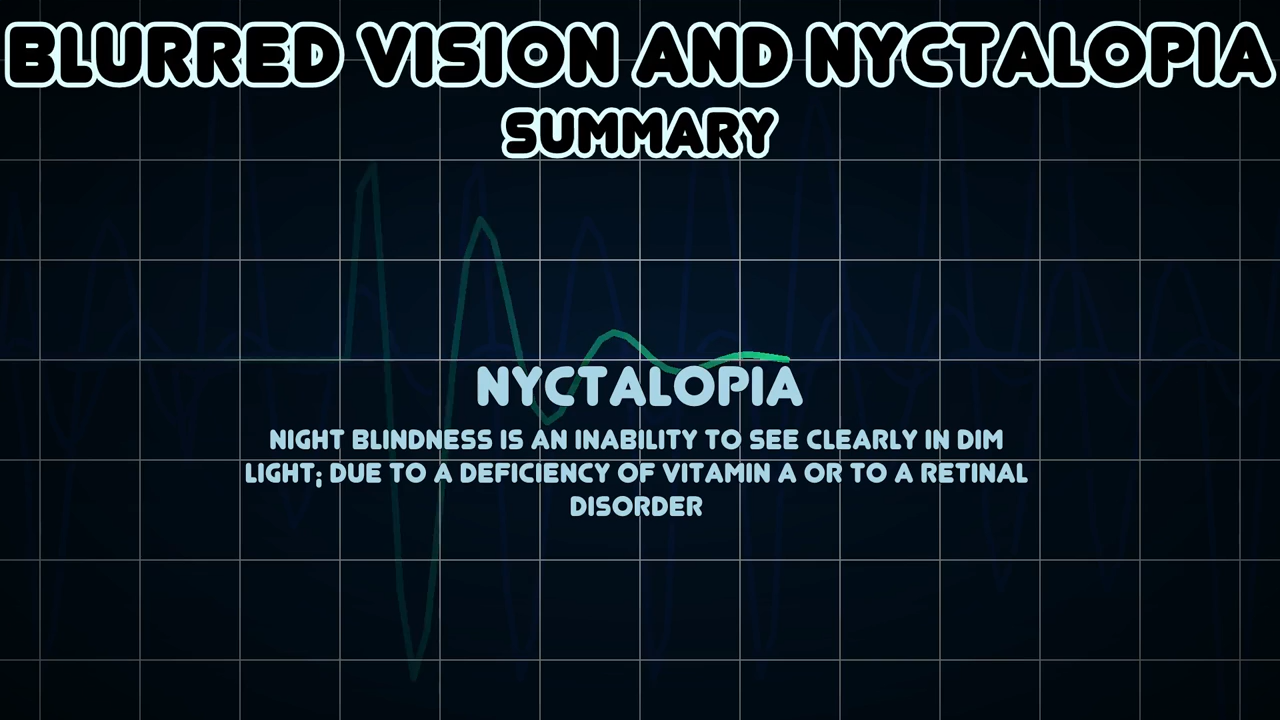 BLURRED VISION AND NYCTALOPIA
SUMMARY
NYCTALOPIA
NIGHT BLINDNESS IS AN INABILITY TO SEE CLEARLY IN DIM
LIGHT; DUE TO A DEFICIENCY OF VITAMIN A OR TO A RETINAL
DISORDER